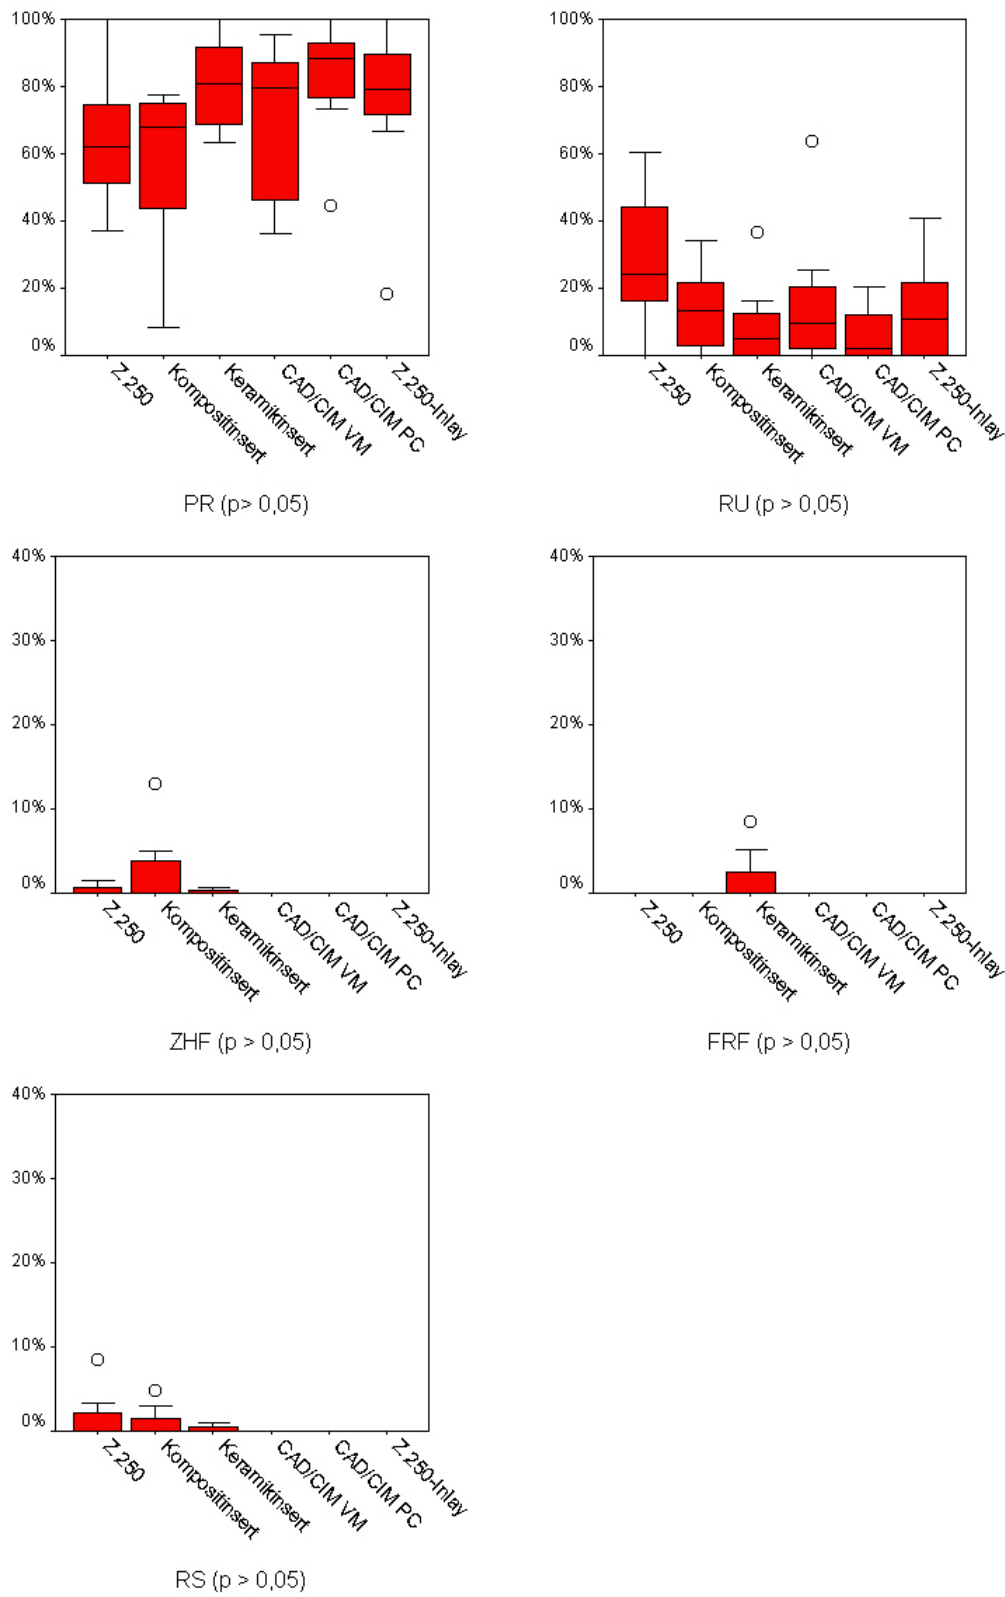 100%
80%
60%
40%
20%
0%
Z 250
Kompositinsert
Keramikinsert
CAD/CIM VM
CAD/CIM PC
Z 250-Inlay
PR (p> 0,05)
100%
80%
60%
40%
20%
0%
Z 250
Kompositinsert
Keramikinsert
CAD/CIM VM
CAD/CIM PC
Z 250-Inlay
RU (p > 0,05)
40%
30%
20%
10%
0%
Z 250
Kompositinsert
Keramikinsert
CAD/CIM VM
CAD/CIM PC
Z 250-Inlay
ZHF (p > 0,05)
40%
30%
20%
10%
0%
Z 250
Kompositinsert
Keramikinsert
CAD/CIM VM
CAD/CIM PC
Z 250-Inlay
FRF (p > 0,05)
40%
30%
20%
10%
0%
Z 250
Kompositinsert
Keramikinsert
CAD/CIM VM
CAD/CIM PC
Z 250-Inlay
RS (p > 0,05)